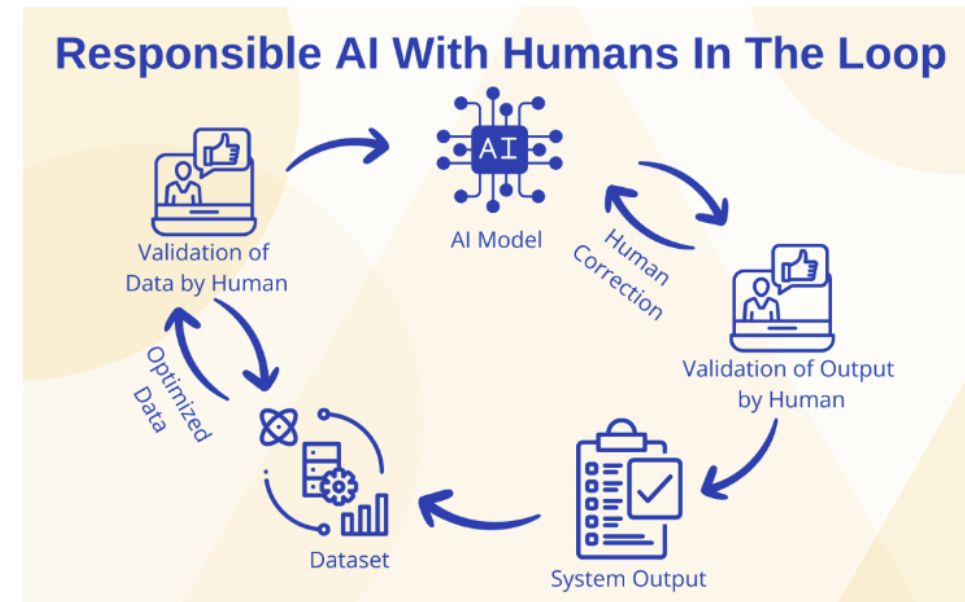 Responsible AI With Humans In The Loop
AI
AI Model
Validation of
Data by Human
Human
Correction
Validation of Output
by Human
Optimized
Data
Dataset
System Output